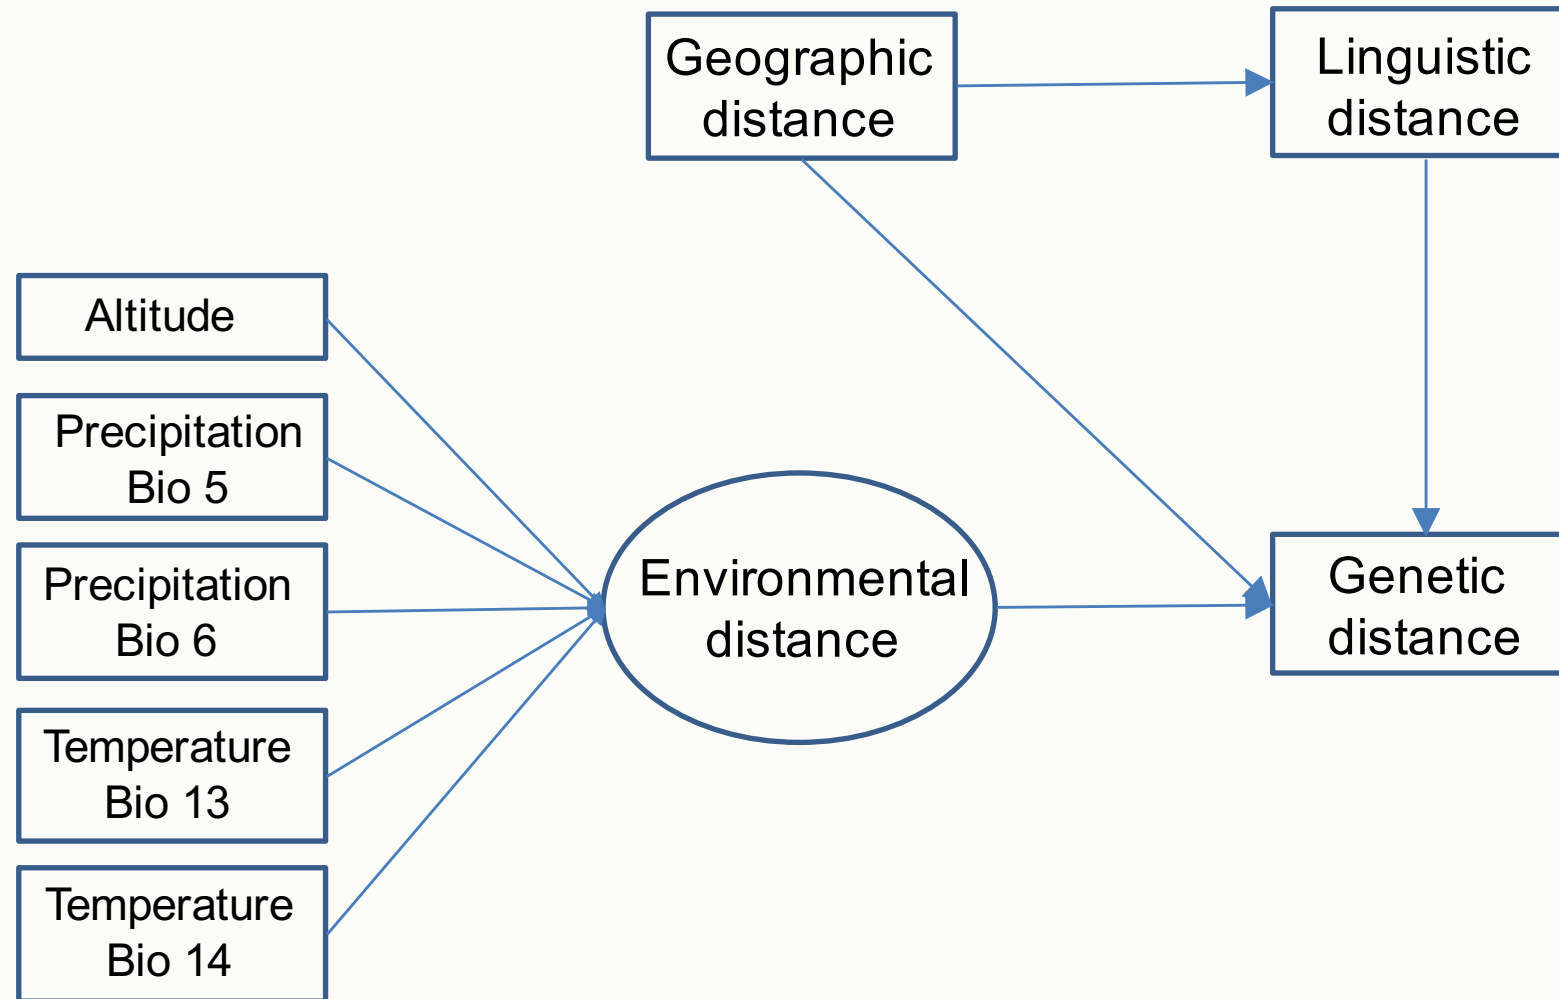 Geographic
distance
Linguistic
distance
Altitude
Precipitation
Bio 5
Precipitation
Bio 6
Environmental
distance
Genetic
distance
Temperature
Bio 13
Temperature
Bio 14